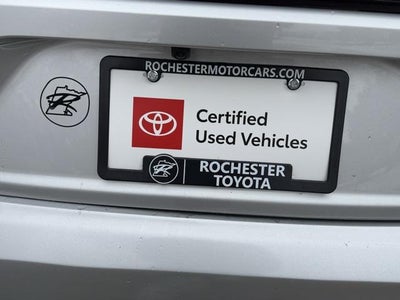 ROCHESTERMOTORCARS.COM
Certified
Used Vehicles
ROCHESTER
TOYOTA